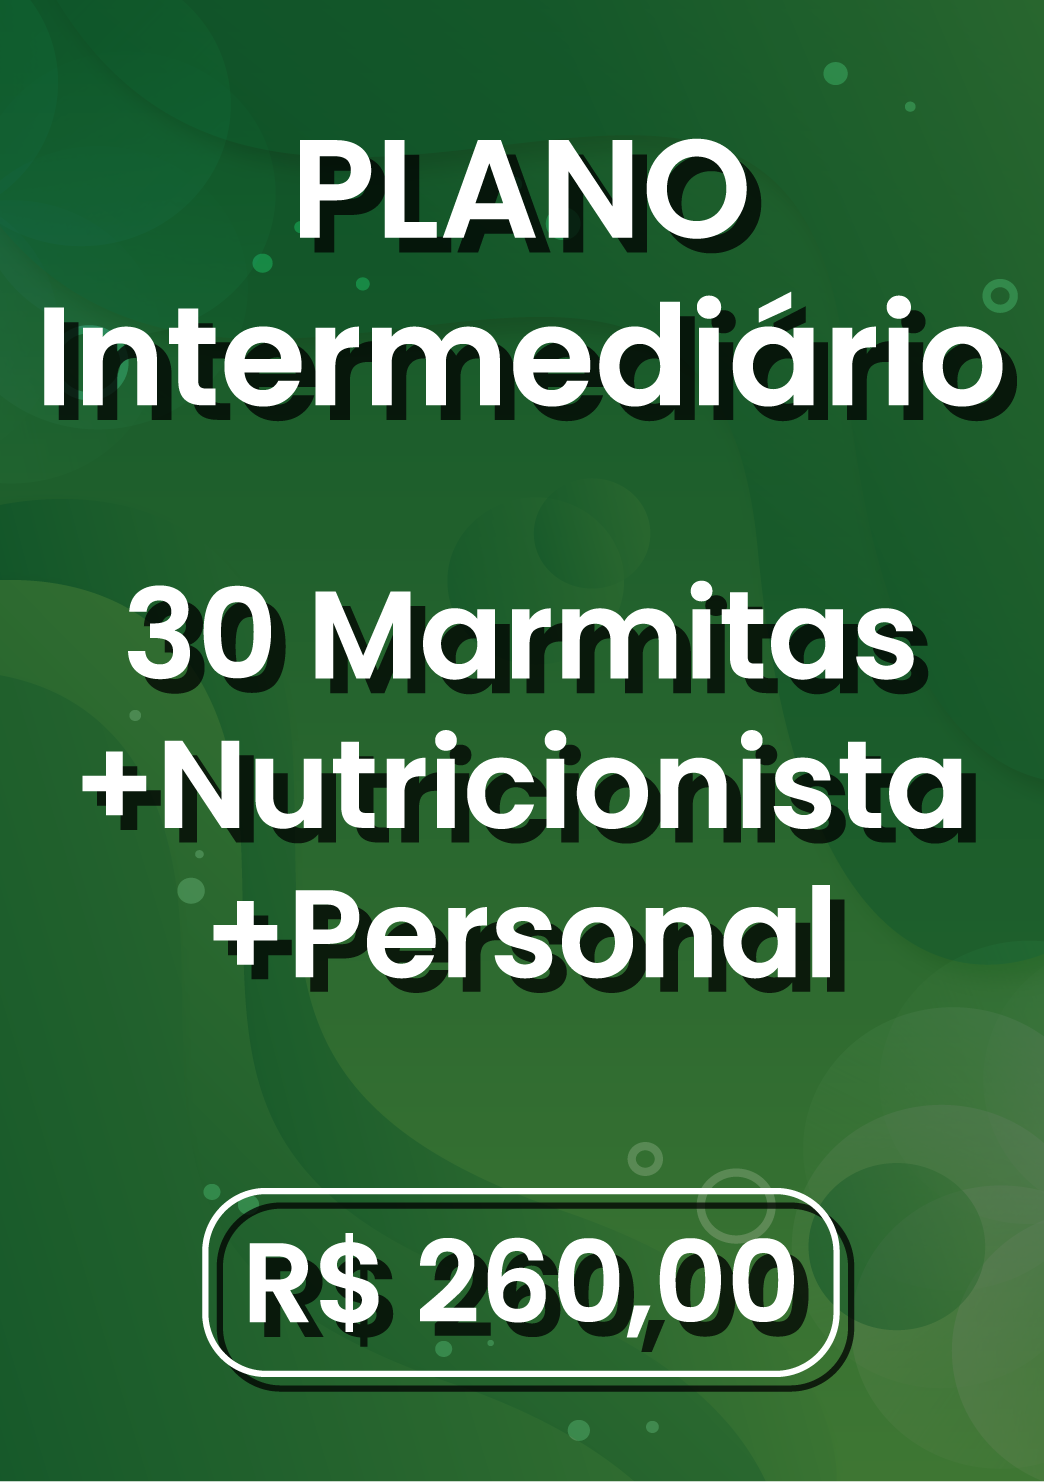 PLANO
Intermediário
30 Marmitas
+Nutricionista
+Personal
R$ 260,00